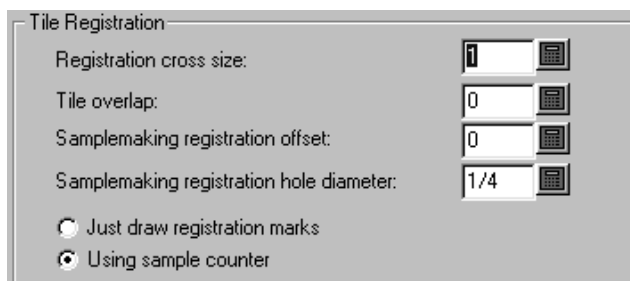 Tile Registration
Registration cross size: 1
Tile overlap: 0
Samplemaking registration offset: 0
Samplemaking registration hole diameter: 1/4
Just draw registration marks
Using sample counter